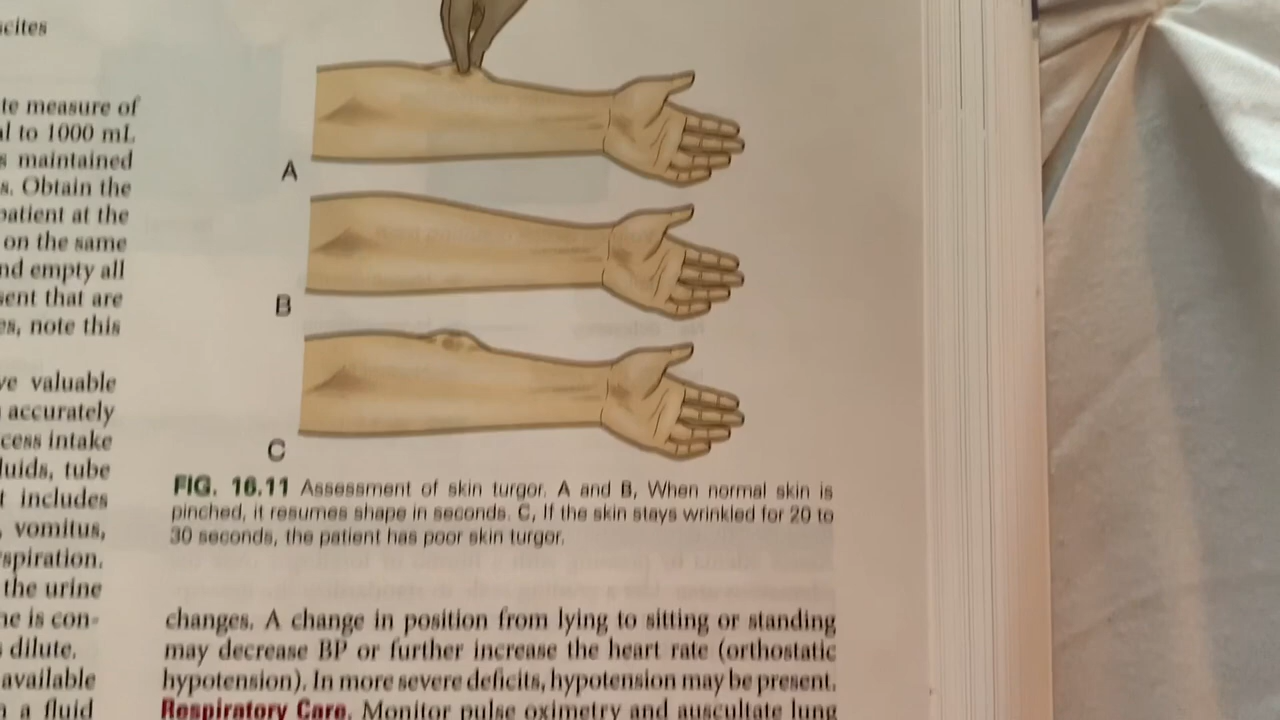 scites
te measure of
al to 1000 mL
s maintained
s. Obtain the
patient at the
on the same
nd empty all
sent that are
es, note this
ve valuable
accurately
cess intake
luids, tube
t includes
, vomitus,
spiration.
the urine
ne is con-
dilute.
available
a fluid
A
B
C
FIG. 16.11 Assessment of skin turgor. A and B, When normal skin is
pinched, it resumes shape in seconds. C, If the skin stays wrinkled for 20 to
30 seconds, the patient has poor skin turgor.
changes. A change in position from lying to sitting or standing
may decrease BP or further increase the heart rate (orthostatic
hypotension). In more severe deficits, hypotension may be present.
Respiratory Care. Monitor pulse oximetry and auscultate lung